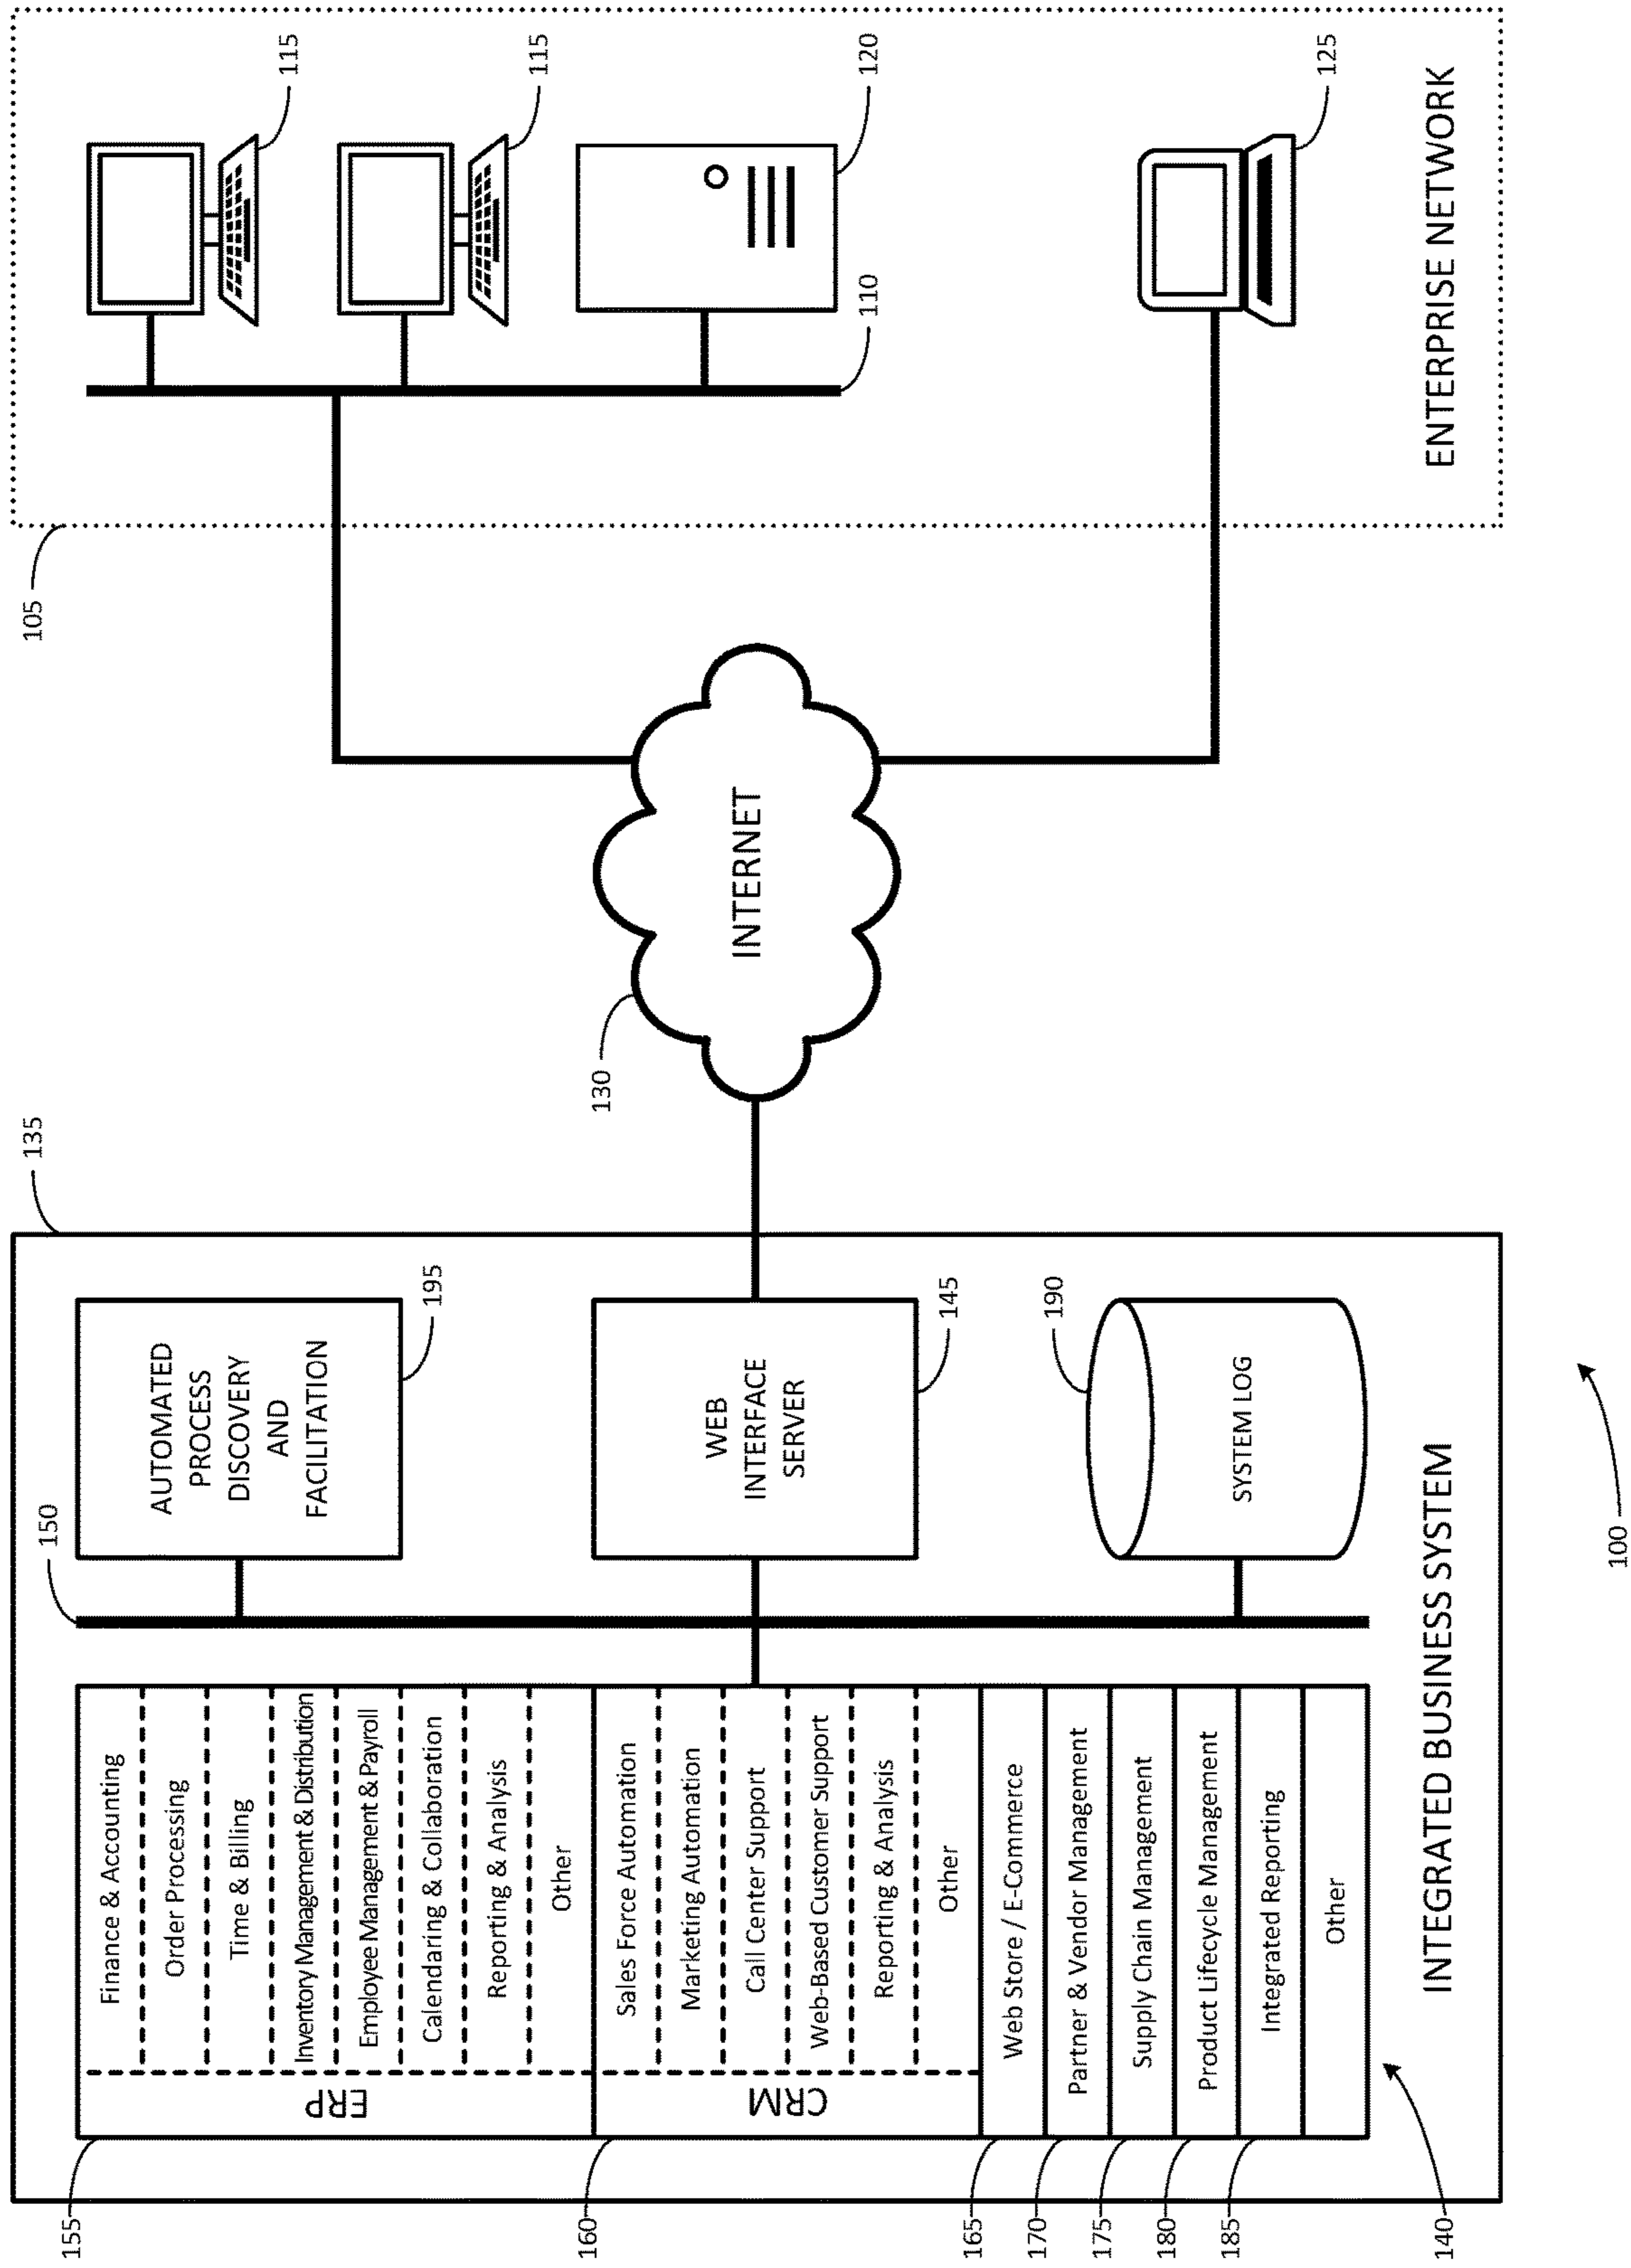 155
160
165
170
175
180
185
140
ERP
Finance & Accounting
Order Processing
Time & Billing
Inventory Management & Distribution
Employee Management & Payroll
Calendaring & Collaboration
Reporting & Analysis
Other
CRM
Sales Force Automation
Marketing Automation
Call Center Support
Web-Based Customer Support
Reporting & Analysis
Other
Web Store / E-Commerce
Partner & Vendor Management
Supply Chain Management
Product Lifecycle Management
Integrated Reporting
Other
INTEGRATED BUSINESS SYSTEM
150
AUTOMATED
PROCESS
DISCOVERY
AND
FACILITATION
195
WEB
INTERFACE
SERVER
145
190
SYSTEM LOG
100
135
130
INTERNET
105
115
115
120
110
125
ENTERPRISE NETWORK